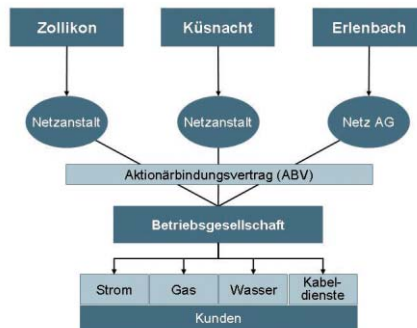 Zollikon
Küsnacht
Erlenbach
Netzanstalt
Netzanstalt
Netz AG
Aktionärbindungsvertrag (ABV)
Betriebsgesellschaft
Strom
Gas
Wasser
Kabel-
dienste
Kunden